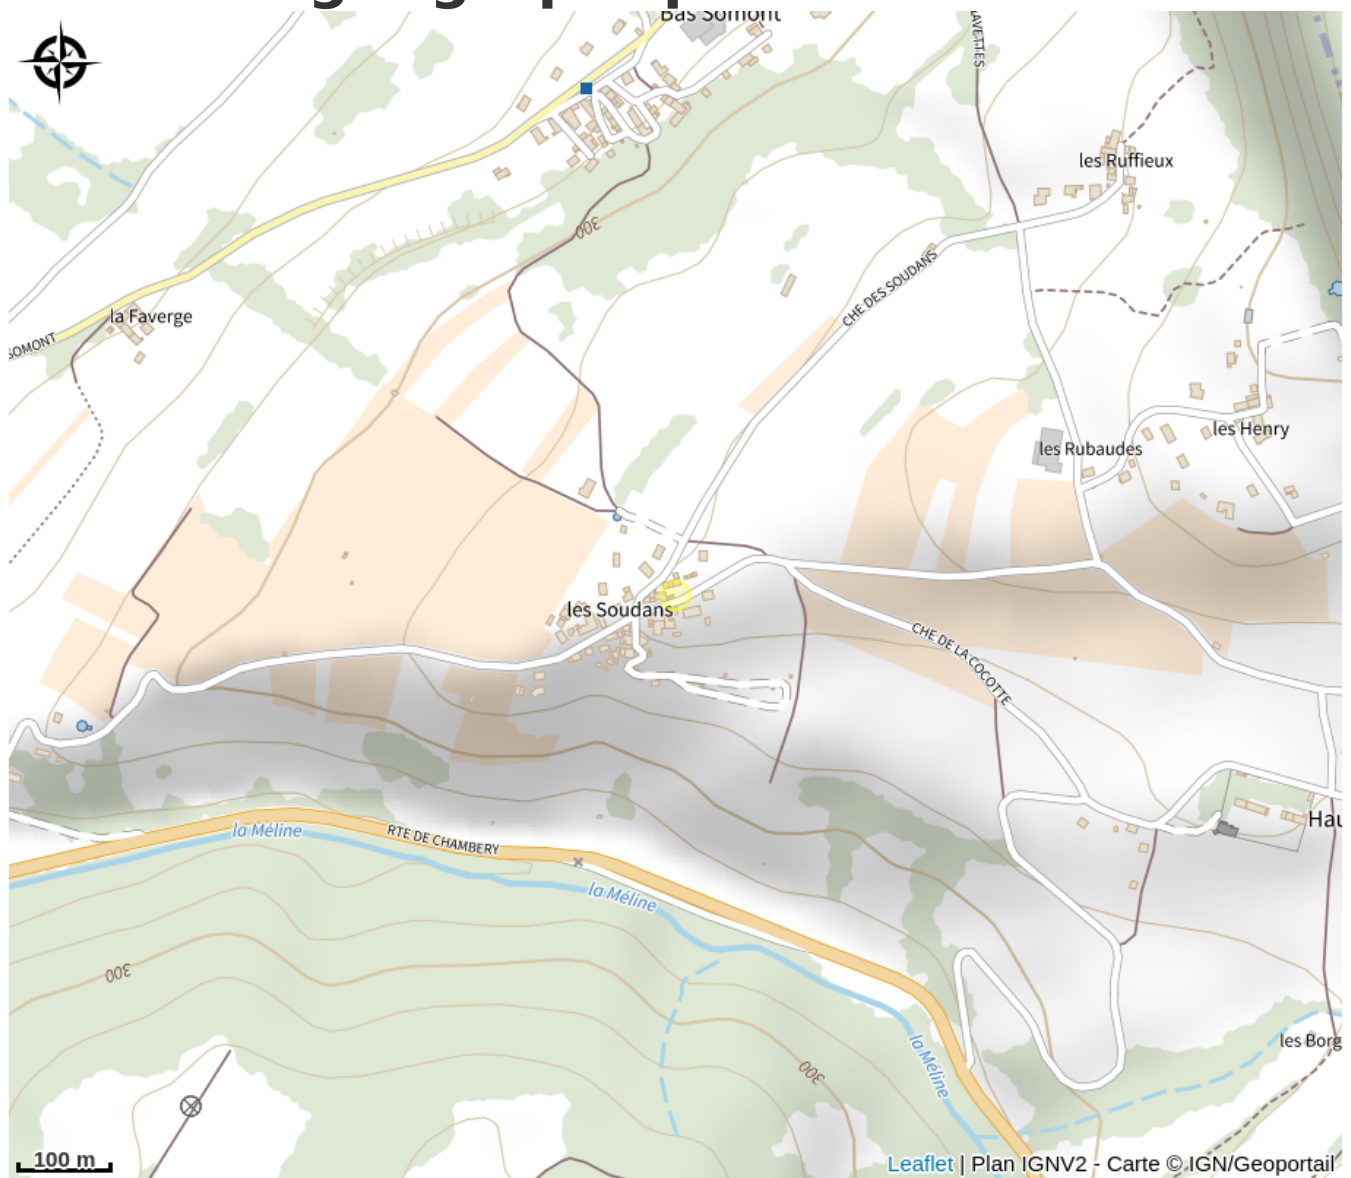 Bas Somont
AVETTES
les Ruffieux
300
CHE DES SOUDANS
la Faverge
SOMONT
les Henry
les Rubaudes
les Soudans
CHE DE LA COCOTTE
Hau
la Méline
RTE DE CHAMBERY
la Méline
300
la Méline
les Borg
300
100 m
Leaflet | Plan IGNV2 - Carte © IGN/Geoportail